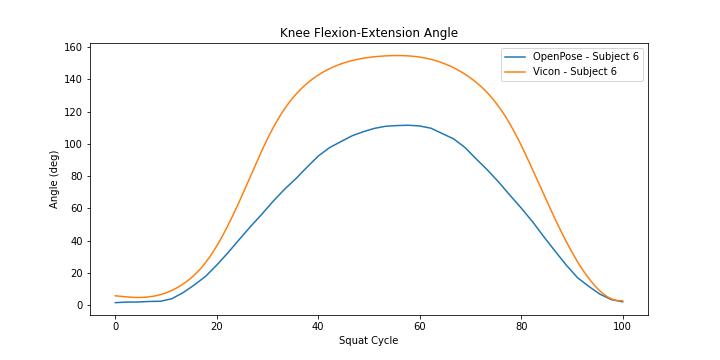 Knee Flexion-Extension Angle
OpenPose - Subject 6
Vicon - Subject 6
Angle (deg)
160
140
120
100
80
60
40
20
0
0 20 40 60 80 100
Squat Cycle